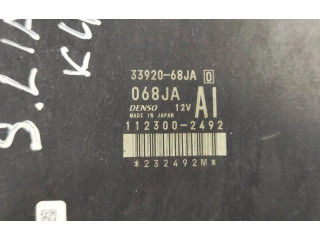 33920-68JA 0
068JA AI
DENSO 12V
MADE IN JAPAN
112300-2492
*232492M*